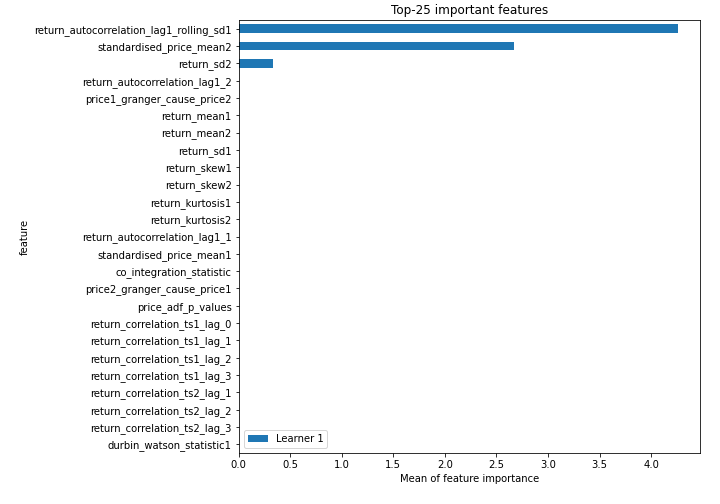 Top-25 important features
return_autocorrelation_lag1_rolling_sd1
standardised_price_mean2
return_sd2
return_autocorrelation_lag1_2
price1_granger_cause_price2
return_mean1
return_mean2
return_sd1
return_skew1
return_skew2
return_kurtosis1
return_kurtosis2
return_autocorrelation_lag1_1
standardised_price_mean1
co_integration_statistic
price2_granger_cause_price1
price_adf_p_values
return_correlation_ts1_lag_0
return_correlation_ts1_lag_1
return_correlation_ts1_lag_2
return_correlation_ts1_lag_3
return_correlation_ts2_lag_1
return_correlation_ts2_lag_2
return_correlation_ts2_lag_3
durbin_watson_statistic1
feature
Learner 1
0.0 0.5 1.0 1.5 2.0 2.5 3.0 3.5 4.0
Mean of feature importance